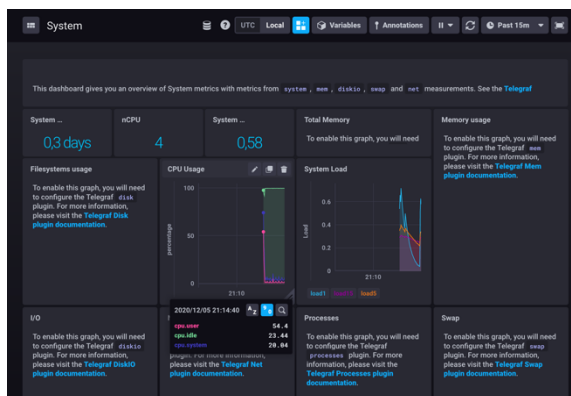 System
UTC Local
Variables
Annotations
Past 15m
This dashboard gives you an overview of System metrics with metrics from system , mem , diskio , swap and net measurements. See the Telegraf
System ...
0,3 days
nCPU
4
System ...
0,58
Total Memory
To enable this graph, you will need
Memory usage
To enable this graph, you will need
to configure the Telegraf mem
plugin. For more information,
please visit the Telegraf Mem
plugin documentation.
Filesystems usage
To enable this graph, you will need
to configure the Telegraf disk
plugin. For more information,
please visit the Telegraf Disk
plugin documentation.
CPU Usage
percentage
100
50
0
21:10
System Load
Load
0.6
0.4
0.2
0
21:10
load1
load5
2020/12/05 21:14:40
cpu.user 54.4
cpu.idle 23.44
cpu.system 20.04
I/O
To enable this graph, you will need
to configure the Telegraf diskio
plugin. For more information,
please visit the Telegraf DiskIO
plugin documentation.
plugin. For more information,
please visit the Telegraf Net
plugin documentation.
Processes
To enable this graph, you will need
to configure the Telegraf
processes plugin. For more
information, please visit the
Telegraf Processes plugin
documentation.
Swap
To enable this graph, you will need
to configure the Telegraf swap
plugin. For more information,
please visit the Telegraf Swap
plugin documentation.